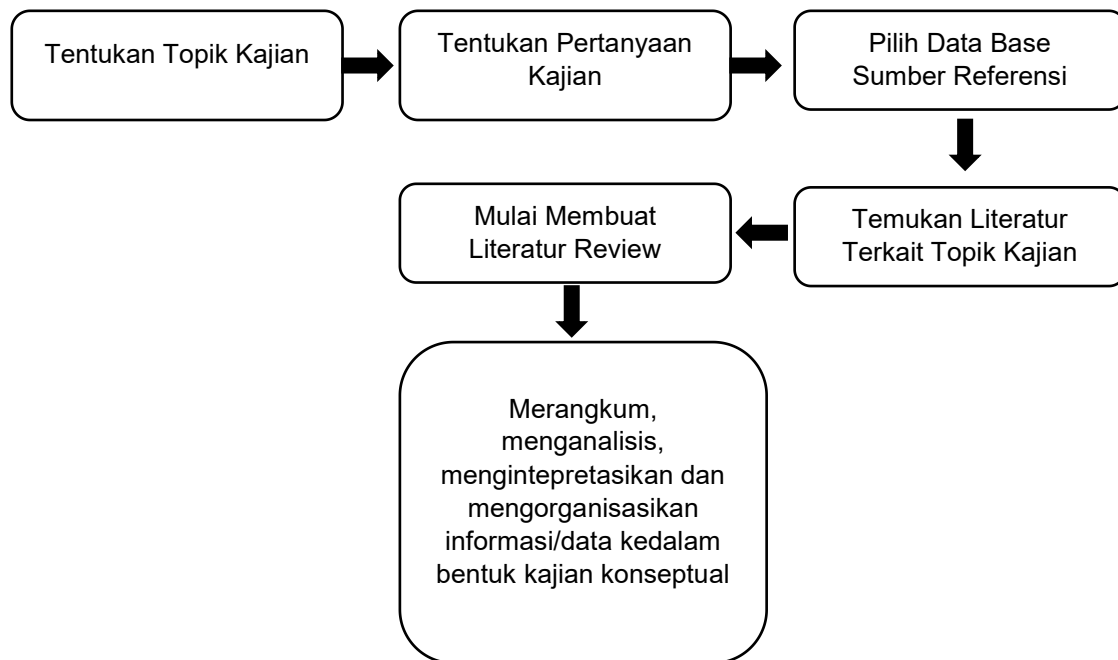 Tentukan Topik Kajian
Tentukan Pertanyaan
Kajian
Pilih Data Base
Sumber Referensi
Temukan Literatur
Terkait Topik Kajian
Mulai Membuat
Literatur Review
Merangkum,
menganalisis,
mengintepretasikan dan
mengorganisasikan
informasi/data kedalam
bentuk kajian konseptual